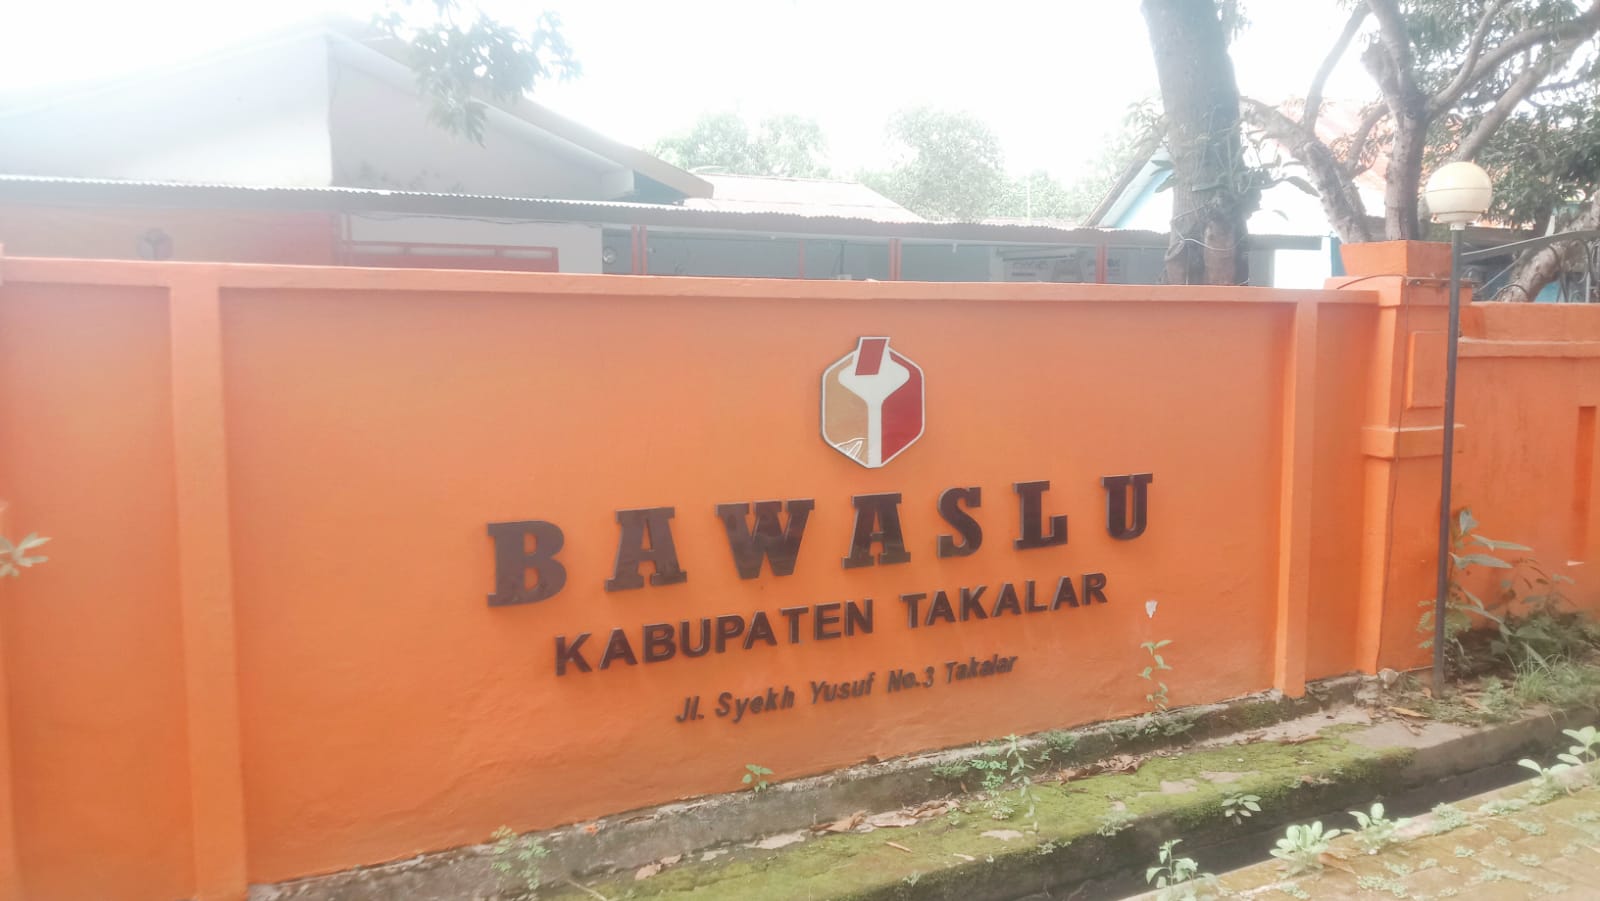 BAWASLU
KABUPATEN TAKALAR
Jl. Syekh Yusuf No.3 Takalar